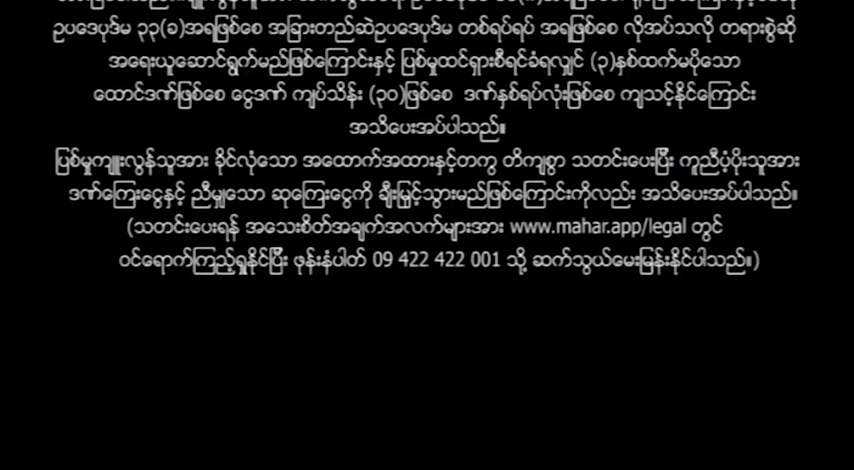 ဥပဒေပုဒ်မ ၃၃(ခ)အရဖြစ်စေ အခြားတည်ဆဲဥပဒေပုဒ်မ တစ်ရပ်ရပ် အရဖြစ်စေ လိုအပ်သလို တရားစွဲဆို
အရေးယူဆောင်ရွက်မည်ဖြစ်ကြောင်းနှင့် ပြစ်မှုထင်ရှားစီရင်ခံရလျှင် (၃)နှစ်ထက်မပိုသော
ထောင်ဒဏ်ဖြစ်စေ ငွေဒဏ် ကျပ်သိန်း (၃၀)ဖြစ်စေ ဒဏ်နှစ်ရပ်လုံးဖြစ်စေ ကျသင့်နိုင်ကြောင်း
အသိပေးအပ်ပါသည်။
ပြစ်မှုကျူးလွန်သူအား ခိုင်လုံသော အထောက်အထားနှင့်တကွ တိကျစွာ သတင်းပေးပြီး ကူညီပံ့ပိုးသူအား
ဒဏ်ကြေးငွေနှင့် ညီမျှသော ဆုကြေးငွေကို ချီးမြှင့်သွားမည်ဖြစ်ကြောင်းကိုလည်း အသိပေးအပ်ပါသည်။
(သတင်းပေးရန် အသေးစိတ်အချက်အလက်များအား www.mahar.app/legal တွင်
ဝင်ရောက်ကြည့်ရှုနိုင်ပြီး ဖုန်းနံပါတ် 09 422 422 001 သို့ ဆက်သွယ်မေးမြန်းနိုင်ပါသည်။)